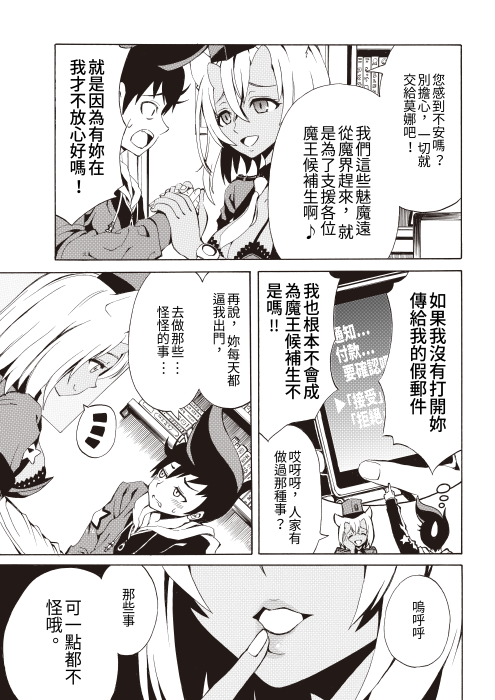 您感到不安嗎？
別擔心，一切就
交給莫娜吧！
我們這些魅魔遠
從魔界趕來，就
是為了支援各位
魔王候補生啊♪
就是因為有妳在
我才不放心好嗎！
如果我沒有打開妳
傳給我的假郵件
通知…
付款…
要確認吧
▶「接受」
「拒絕」
我也根本不會成
為魔王候補生不
是嗎!!
哎呀呀，人家有
做過那種事？
再說，妳每天都
逼我出門，
去做那些…
怪怪的事…
嗚呼呼
那些事
可一點都不
怪哦。